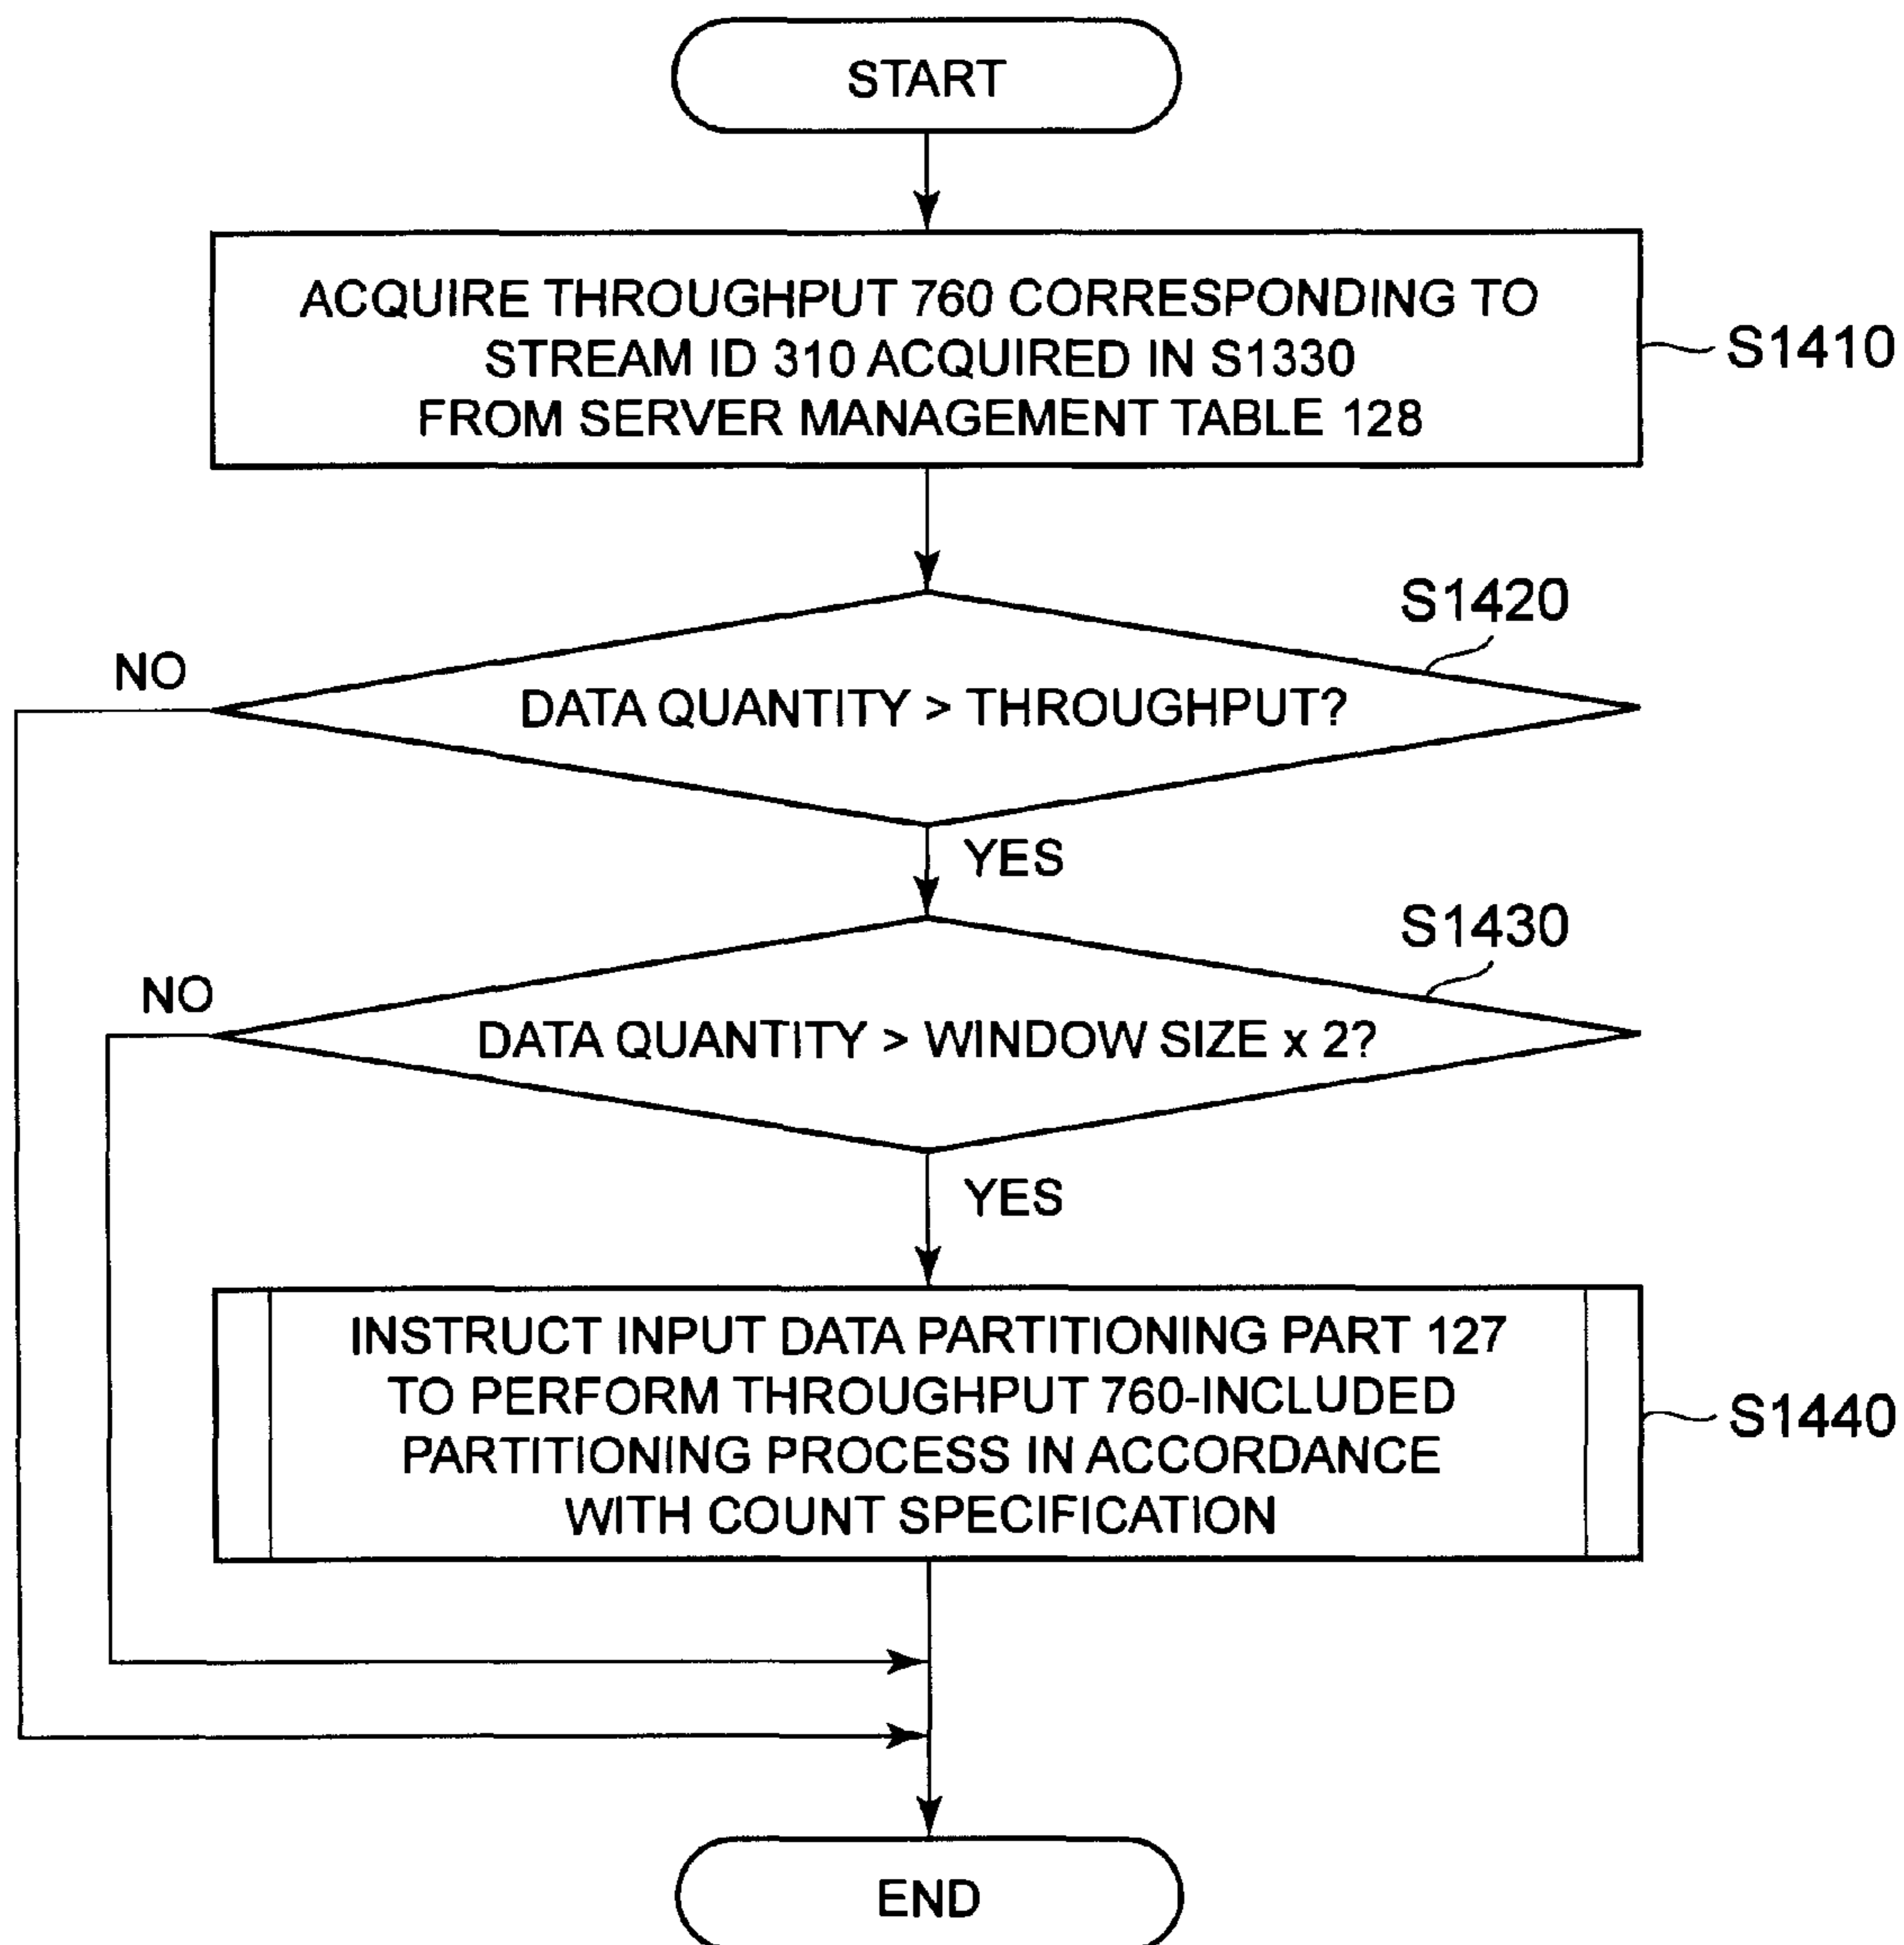 START
ACQUIRE THROUGHPUT 760 CORRESPONDING TO
STREAM ID 310 ACQUIRED IN S1330
FROM SERVER MANAGEMENT TABLE 128
S1410
S1420
NO
DATA QUANTITY > THROUGHPUT?
YES
S1430
NO
DATA QUANTITY > WINDOW SIZE x 2?
YES
INSTRUCT INPUT DATA PARTITIONING PART 127
TO PERFORM THROUGHPUT 760-INCLUDED
PARTITIONING PROCESS IN ACCORDANCE
WITH COUNT SPECIFICATION
S1440
END